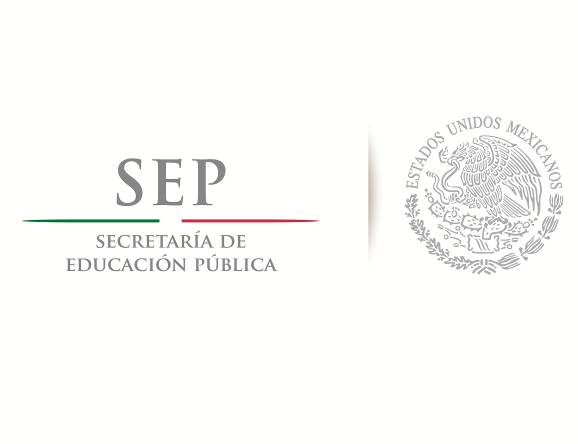 SEP
SECRETARÍA DE
EDUCACIÓN PÚBLICA
ESTADOS UNIDOS MEXICANOS